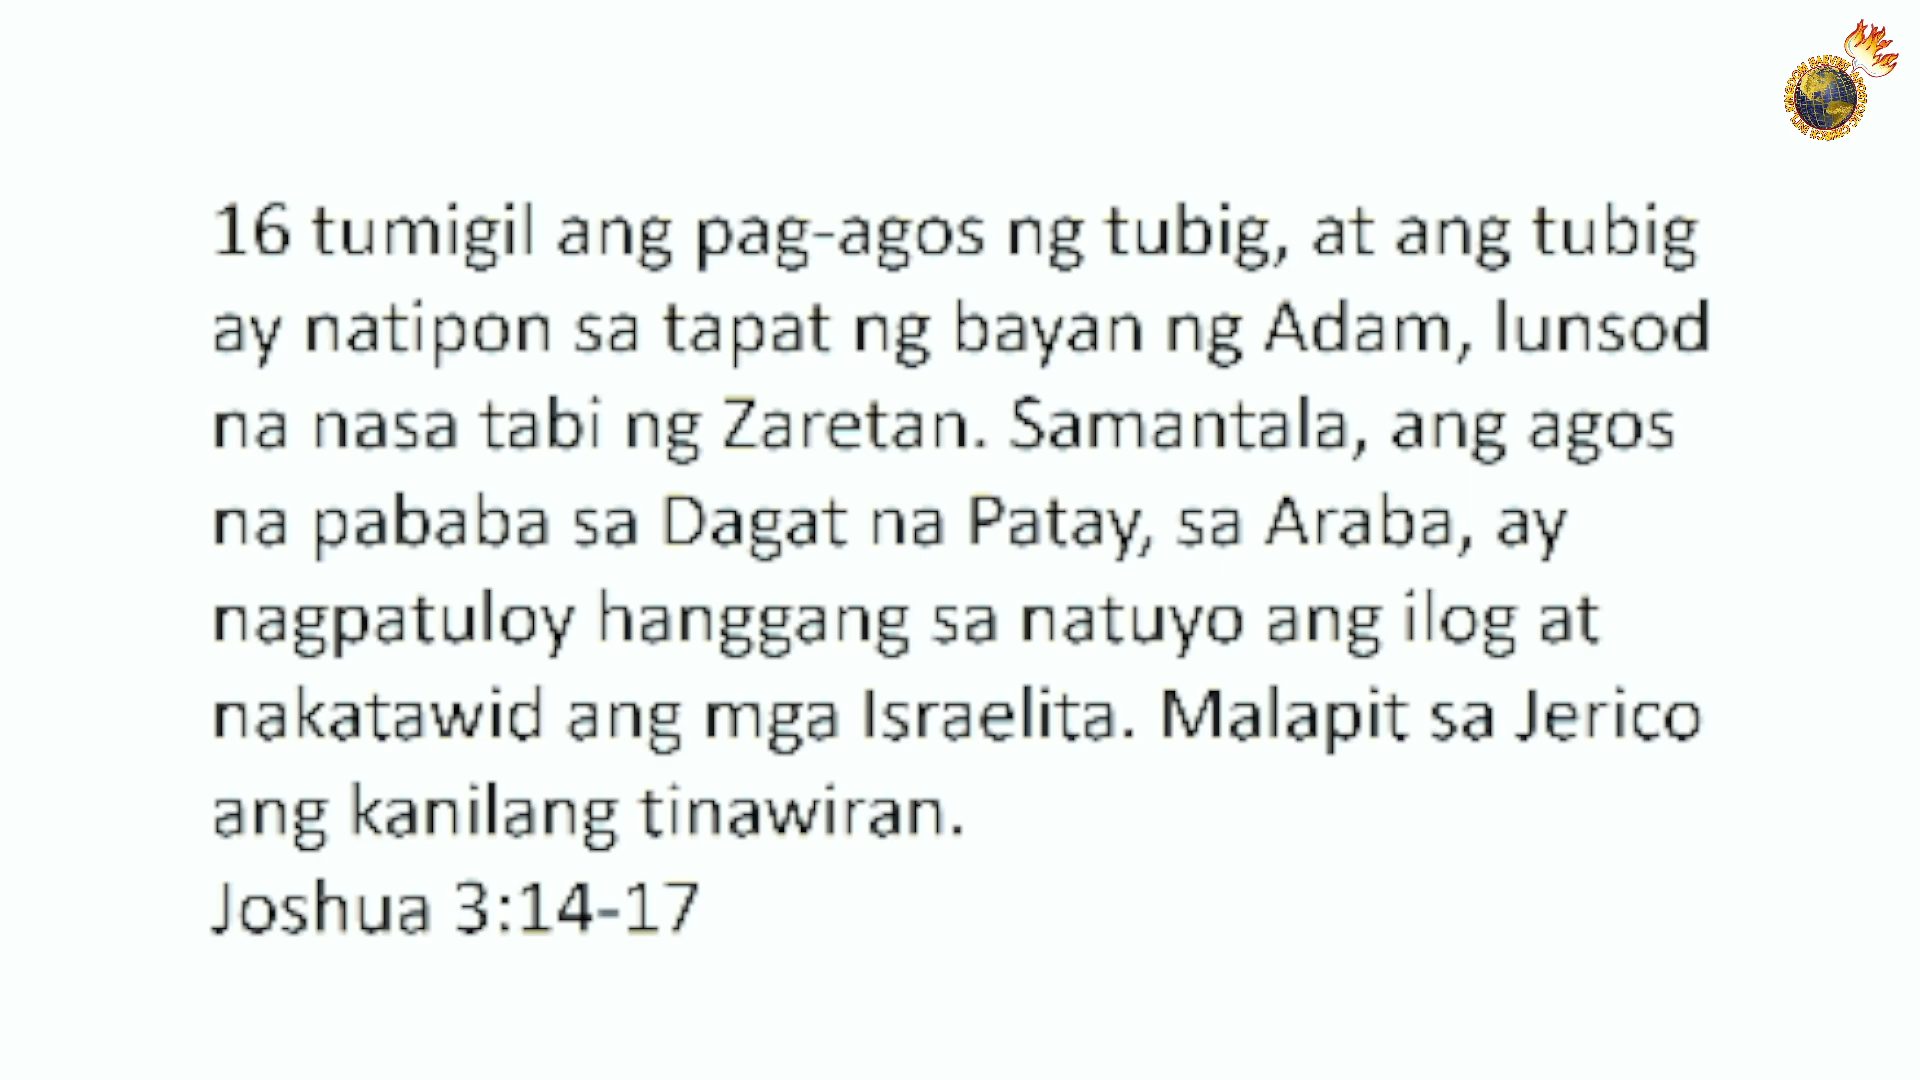 16 tumigil ang pag-agos ng tubig, at ang tubig
ay natipon sa tapat ng bayan ng Adam, lunsod
na nasa tabi ng Zaretan. Samantala, ang agos
na pababa sa Dagat na Patay, sa Araba, ay
nagpatuloy hanggang sa natuyo ang ilog at
nakatawid ang mga Israelita. Malapit sa Jerico
ang kanilang tinawiran.
Joshua 3:14-17